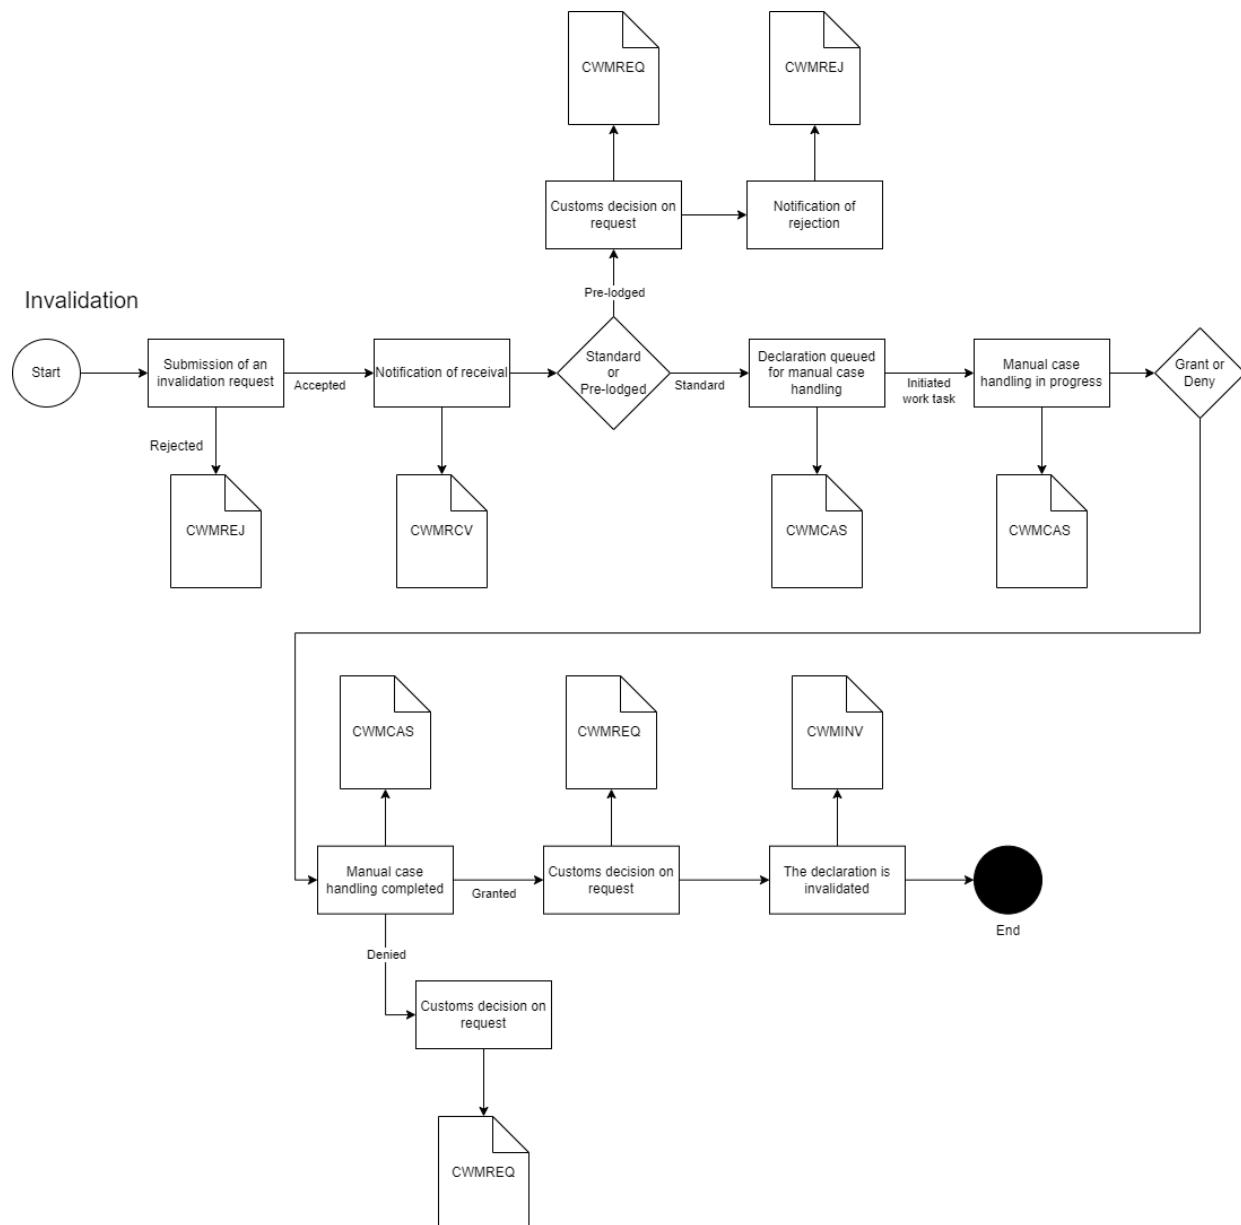 CWMREQ
CWMREJ
Customs decision on
request
Notification of
rejection
Pre-lodged
Invalidation
Start
Submission of an
invalidation request
Accepted
Notification of receival
Standard
or
Pre-lodged
Standard
Declaration queued
for manual case
handling
Initiated
work task
Manual case
handling in progress
Grant or
Deny
Rejected
CWMREJ
CWMRCV
CWMCAS
CWMCAS
CWMCAS
CWMREQ
CWMINV
Manual case
handling completed
Granted
Customs decision on
request
The declaration is
invalidated
End
Denied
Customs decision on
request
CWMREQ